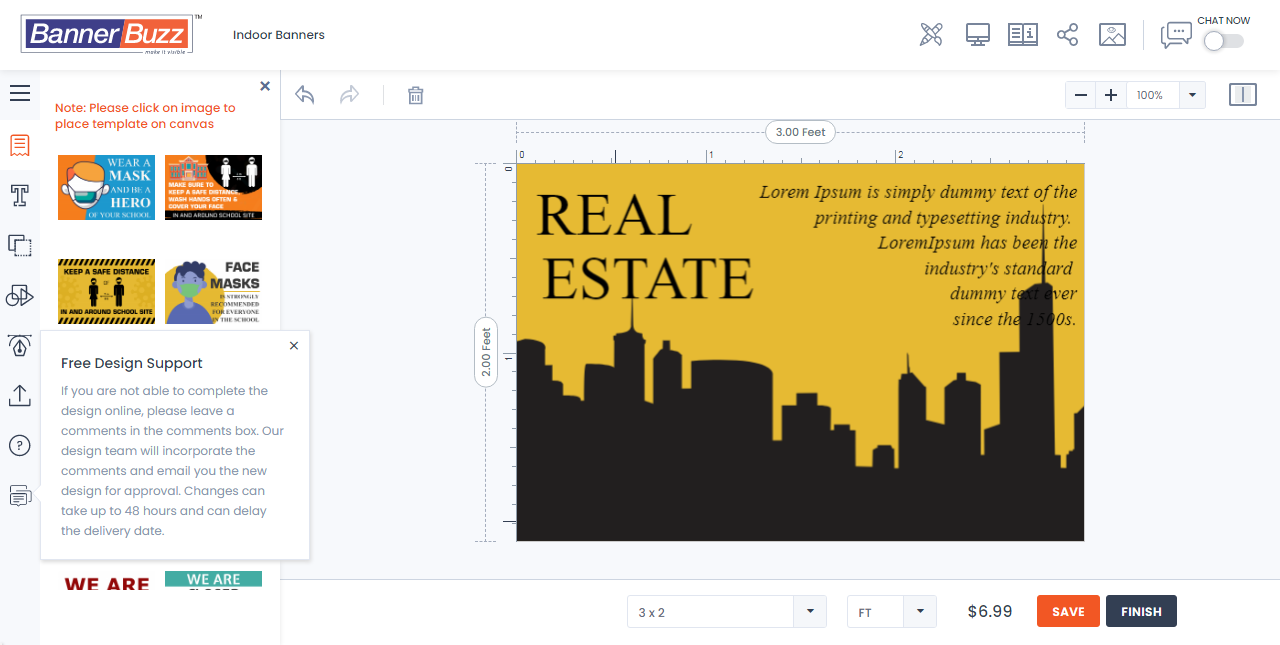 BannerBuzz™
make it visible
Indoor Banners
CHAT NOW
Note: Please click on image to
place template on canvas
100%
WEAR A
MASK
AND BE A
HERO
OF YOUR SCHOOL
MAKE SURE TO
KEEP A SAFE DISTANCE,
WASH HANDS OFTEN &
COVER YOUR FACE
IN AND AROUND SCHOOL SITE
KEEP A SAFE DISTANCE
IN AND AROUND SCHOOL SITE
FACE
MASKS
IS STRONGLY
RECOMMENDED
FOR EVERYONE
IN THE SCHOOL
Free Design Support
If you are not able to complete the
design online, please leave a
comments in the comments box. Our
design team will incorporate the
comments and email you the new
design for approval. Changes can
take up to 48 hours and can delay
the delivery date.
WE ARE
WE ARE
3.00 Feet
0
1
2
0
1
2.00 Feet
REAL
ESTATE
Lorem Ipsum is simply dummy text of the
printing and typesetting industry.
LoremIpsum has been the
industry's standard
dummy text ever
since the 1500s.
3 x 2
FT
$6.99
SAVE
FINISH